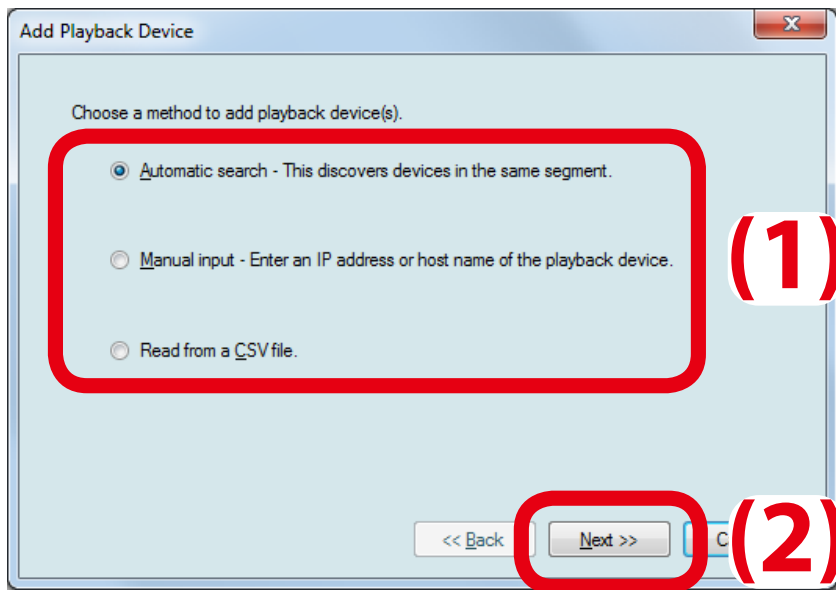 Add Playback Device
X
Choose a method to add playback device(s).
Automatic search - This discovers devices in the same segment.
(1)
Manual input - Enter an IP address or host name of the playback device.
Read from a CSV file.
<< Back
Next >>
(2)